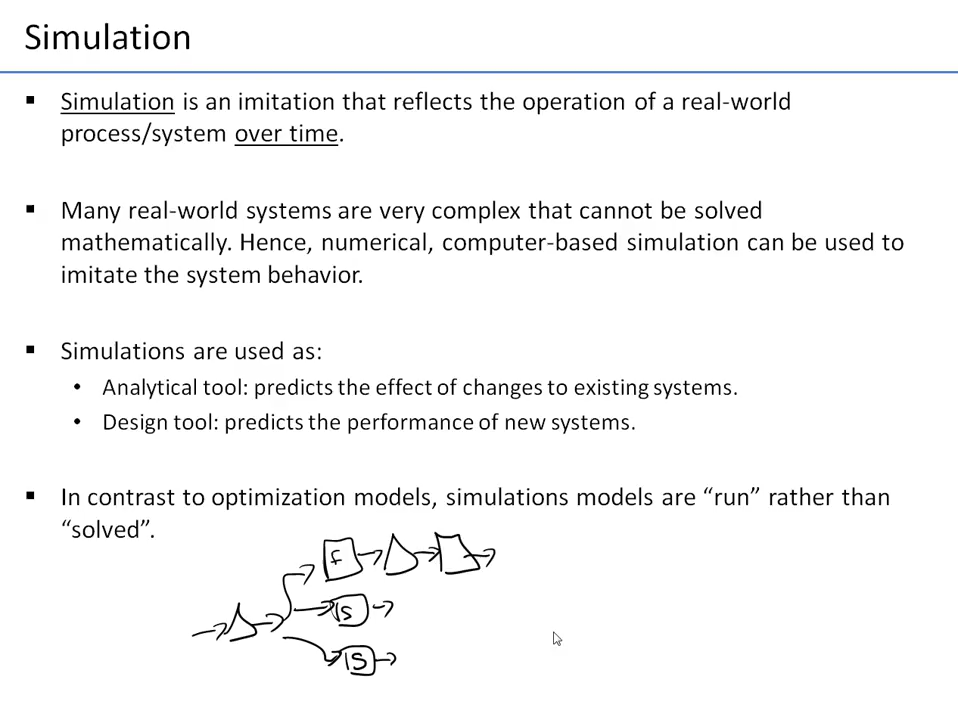 Simulation
▪ Simulation is an imitation that reflects the operation of a real-world
process/system over time.
▪ Many real-world systems are very complex that cannot be solved
mathematically. Hence, numerical, computer-based simulation can be used to
imitate the system behavior.
▪ Simulations are used as:
• Analytical tool: predicts the effect of changes to existing systems.
• Design tool: predicts the performance of new systems.
▪ In contrast to optimization models, simulations models are “run” rather than
“solved”.
f
S
S